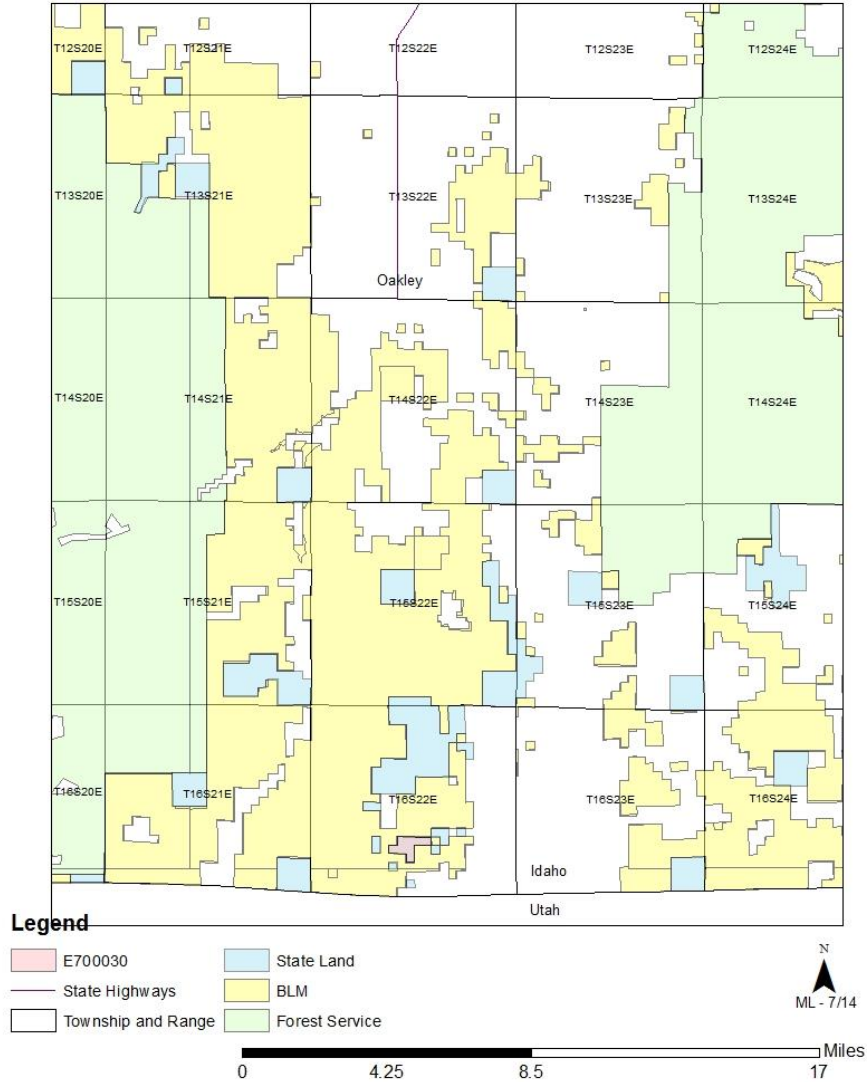 T12S20E T12S21E T12S22E T12S23E T12S24E
T13S20E T13S21E T13S22E T13S23E T13S24E
Oakley
T14S20E T14S21E T14S22E T14S23E T14S24E
T15S20E T15S21E T15S22E T15S23E T15S24E
T16S20E T16S21E T16S22E T16S23E T16S24E
Idaho
Utah
Legend
E700030
State Highways
Township and Range
State Land
BLM
Forest Service
N
ML - 7/14
Miles
0 4.25 8.5 17